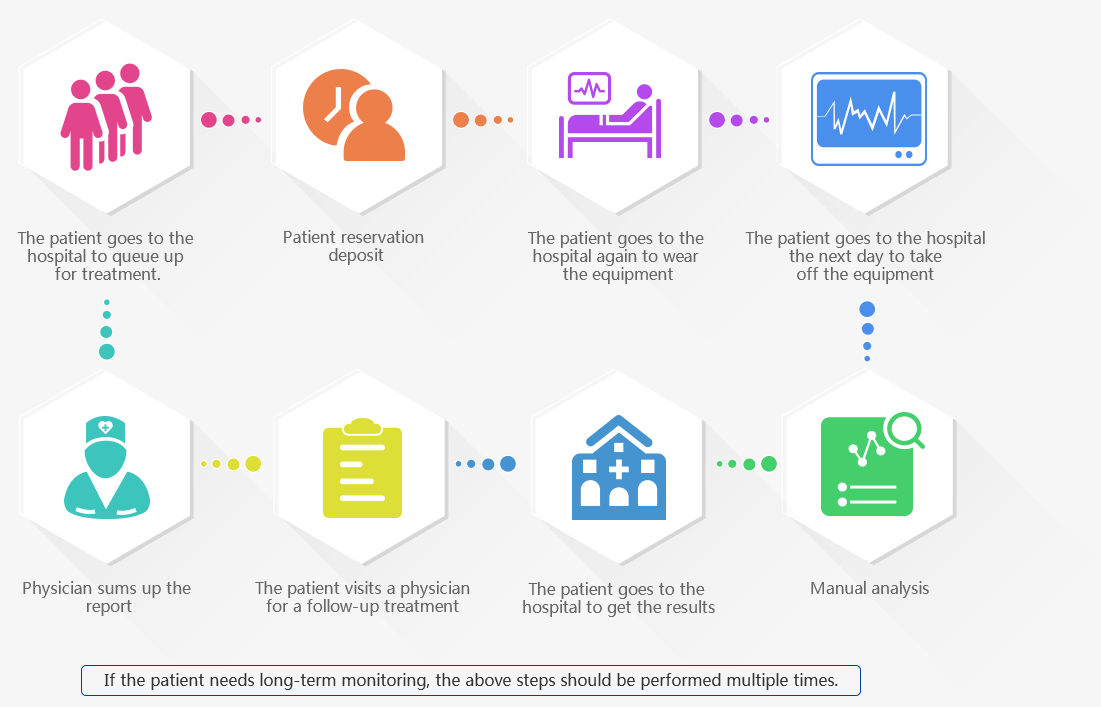 The patient goes to the
hospital to queue up
for treatment.
Patient reservation
deposit
The patient goes to the
hospital again to wear
the equipment
The patient goes to the hospital
the next day to take
off the equipment
Physician sums up the
report
The patient visits a physician
for a follow-up treatment
The patient goes to the
hospital to get the results
Manual analysis
If the patient needs long-term monitoring, the above steps should be performed multiple times.